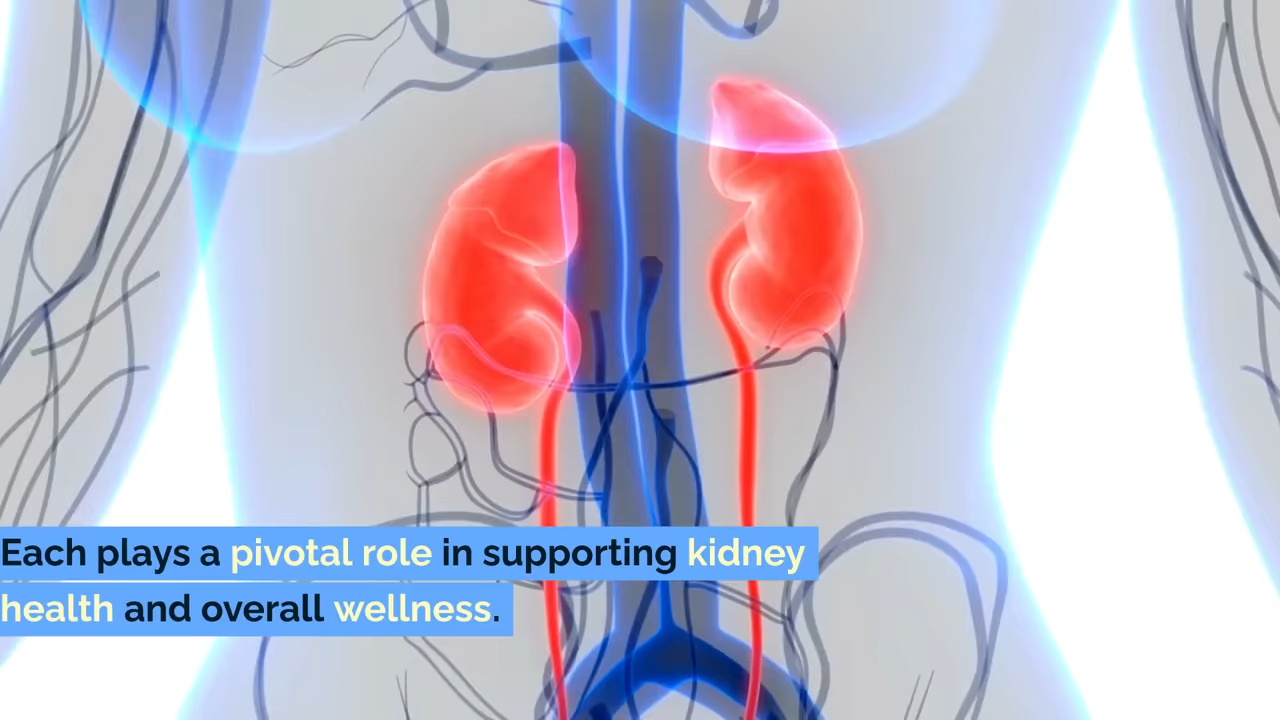 Each plays a pivotal role in supporting kidney
health and overall wellness.